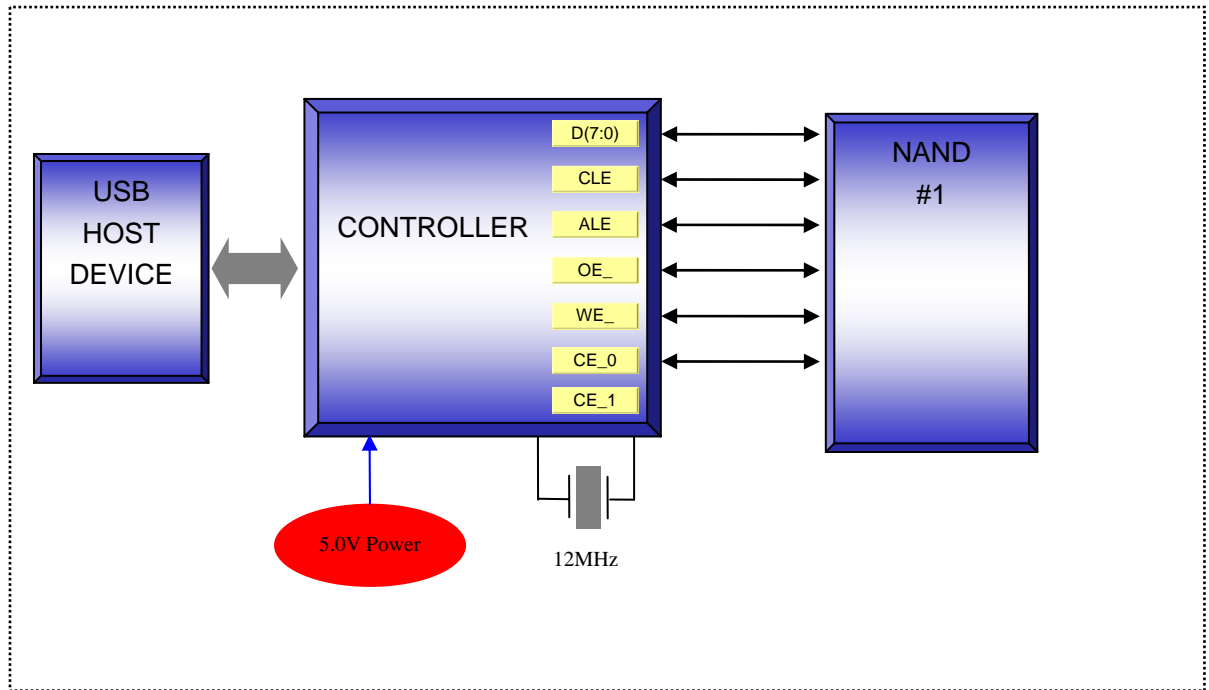 USB
HOST
DEVICE
CONTROLLER
D(7:0)
CLE
ALE
OE_
WE_
CE_0
CE_1
NAND
#1
5.0V Power
12MHz